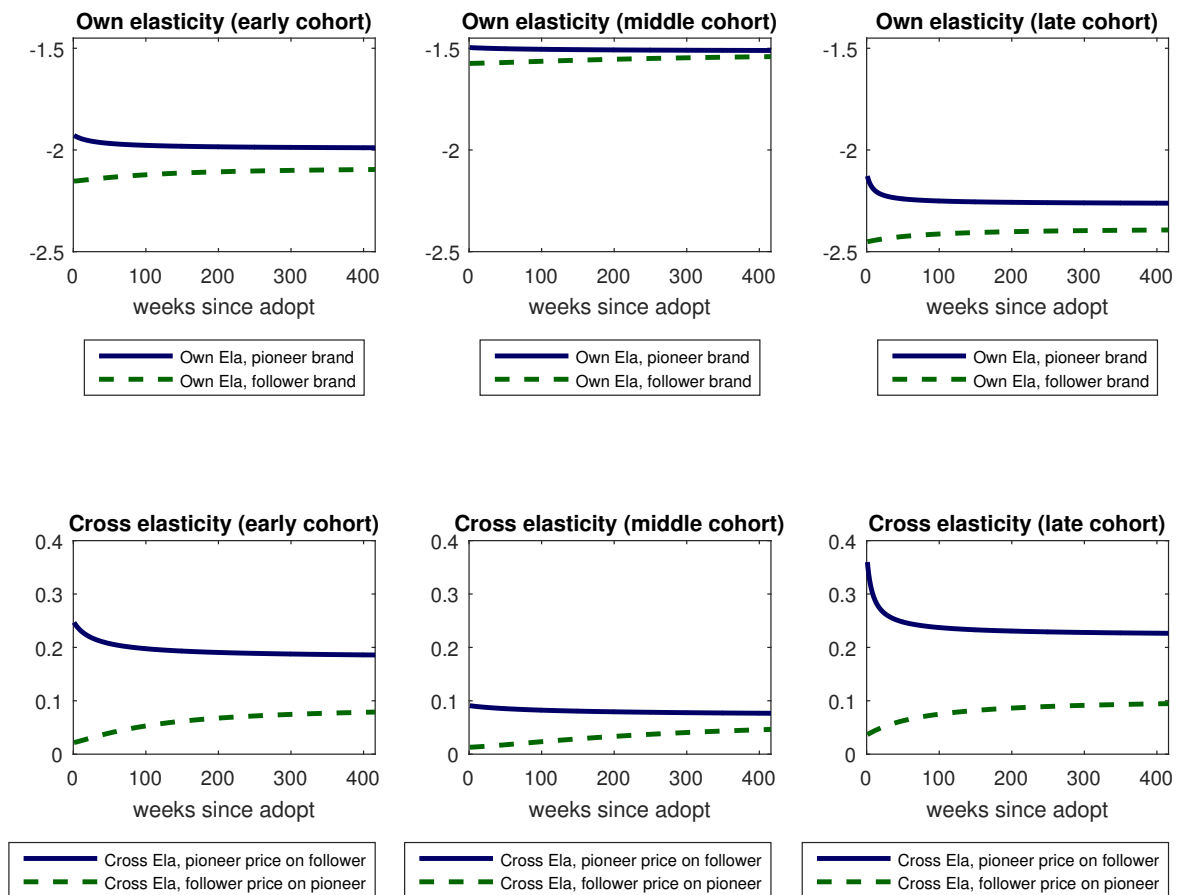 Own elasticity (early cohort)
-1.5
-2
-2.5
0 100 200 300 400
weeks since adopt
Own Ela, pioneer brand
Own Ela, follower brand
Own elasticity (middle cohort)
-1.5
-2
-2.5
0 100 200 300 400
weeks since adopt
Own Ela, pioneer brand
Own Ela, follower brand
Own elasticity (late cohort)
-1.5
-2
-2.5
0 100 200 300 400
weeks since adopt
Own Ela, pioneer brand
Own Ela, follower brand
Cross elasticity (early cohort)
0.4
0.3
0.2
0.1
0
0 100 200 300 400
weeks since adopt
Cross Ela, pioneer price on follower
Cross Ela, follower price on pioneer
Cross elasticity (middle cohort)
0.4
0.3
0.2
0.1
0
0 100 200 300 400
weeks since adopt
Cross Ela, pioneer price on follower
Cross Ela, follower price on pioneer
Cross elasticity (late cohort)
0.4
0.3
0.2
0.1
0
0 100 200 300 400
weeks since adopt
Cross Ela, pioneer price on follower
Cross Ela, follower price on pioneer